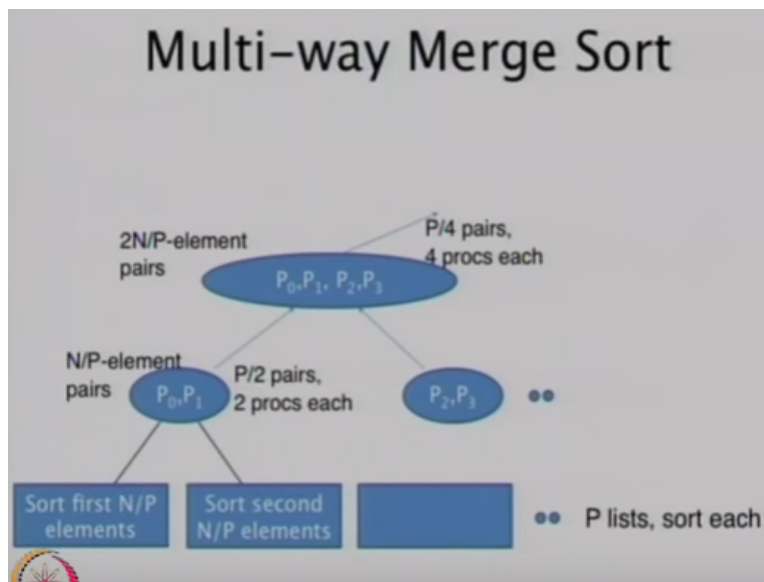 Multi-way Merge Sort
2N/P-element
pairs
P/4 pairs,
4 procs each
P₀,P₁, P₂,P₃
N/P-element
pairs
P₀,P₁
P/2 pairs,
2 procs each
P₂,P₃
Sort first N/P
elements
Sort second
N/P elements
P lists, sort each